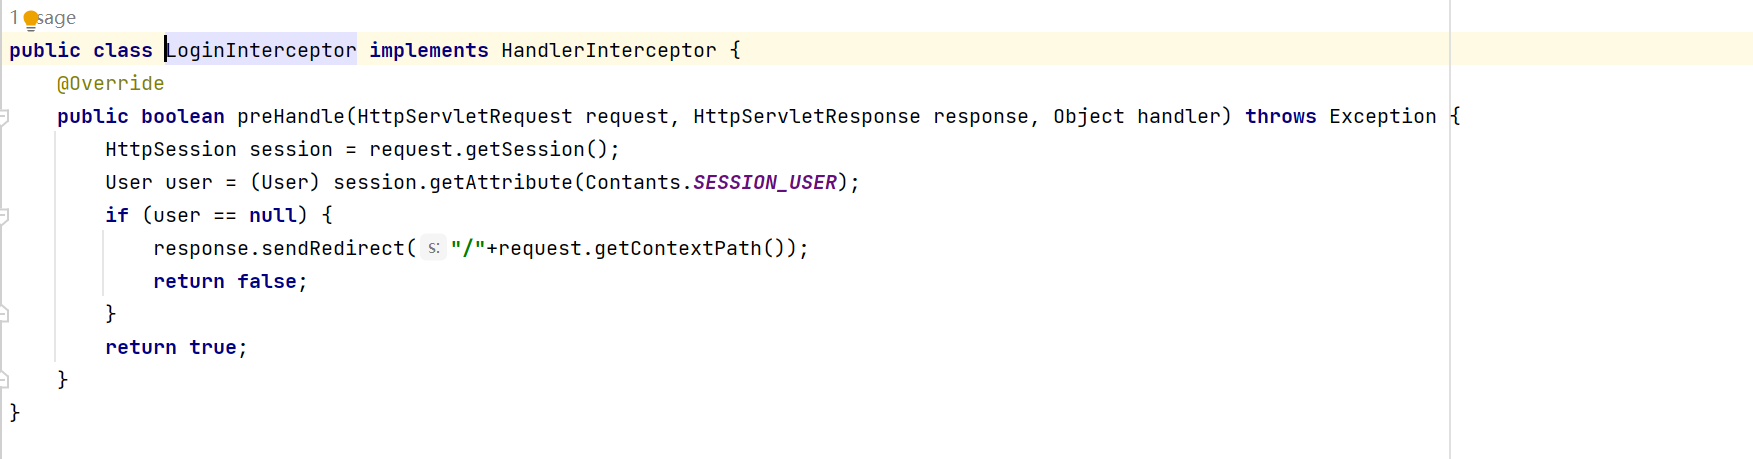 1 usage
public class LoginInterceptor implements HandlerInterceptor {
@Override
public boolean preHandle(HttpServletRequest request, HttpServletResponse response, Object handler) throws Exception {
HttpSession session = request.getSession();
User user = (User) session.getAttribute(Contants.SESSION_USER);
if (user == null) {
response.sendRedirect( s: "/"+request.getContextPath());
return false;
}
return true;
}
}